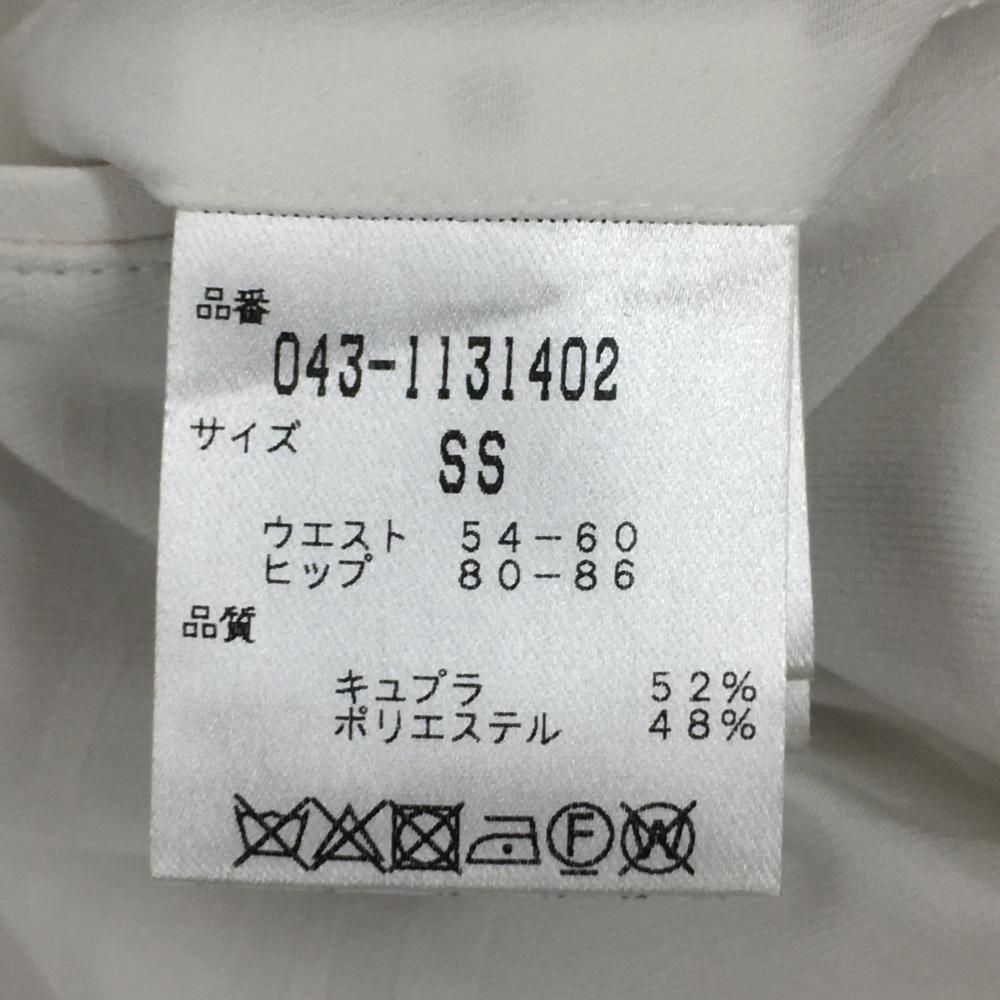 品番
043-1131402
サイズ
SS
ウエスト 54-60
ヒップ 80-86
品質
キュプラ 52%
ポリエステル 48%
F W